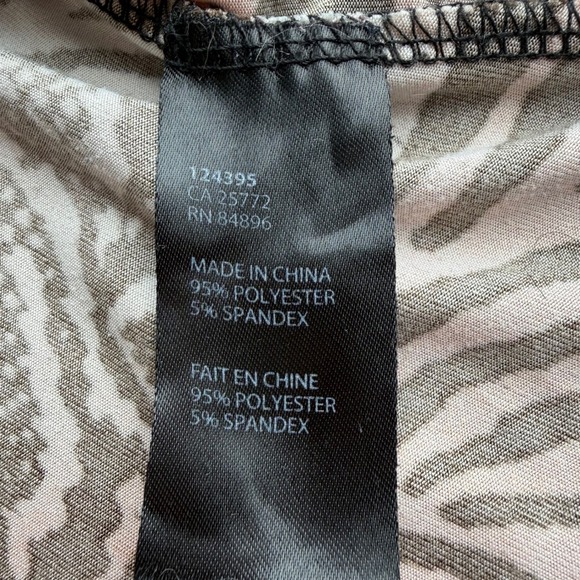 124395
CA 25772
RN 84896
MADE IN CHINA
95% POLYESTER
5% SPANDEX
FAIT EN CHINE
95% POLYESTER
5% SPANDEX